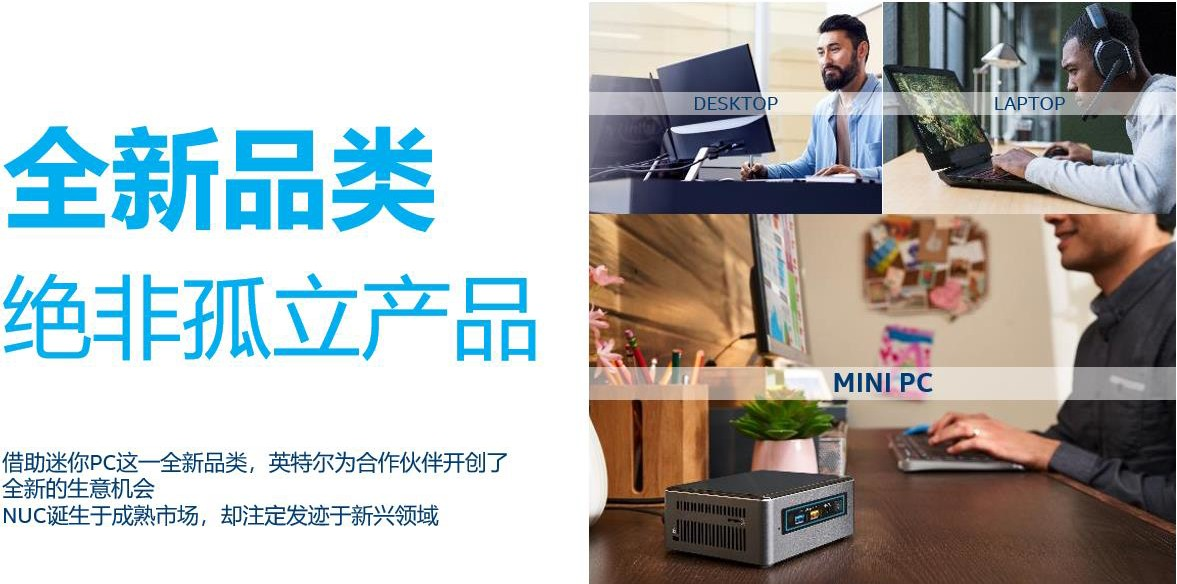 全新品类
绝非孤立产品
借助迷你PC这一全新品类，英特尔为合作伙伴开创了
全新的生意机会
NUC诞生于成熟市场，却注定发迹于新兴领域
DESKTOP
LAPTOP
MINI PC